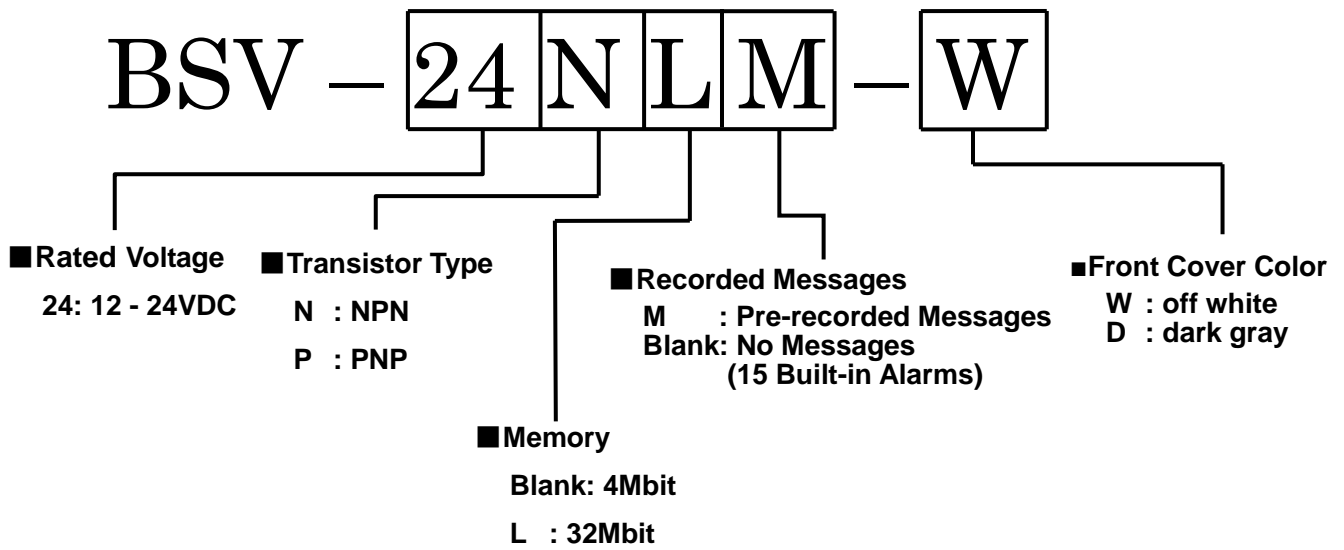 BSV – 24 N L M – W
■Rated Voltage
24: 12 - 24VDC
■Transistor Type
N : NPN
P : PNP
■Recorded Messages
M : Pre-recorded Messages
Blank: No Messages
(15 Built-in Alarms)
■Front Cover Color
W : off white
D : dark gray
■Memory
Blank: 4Mbit
L : 32Mbit